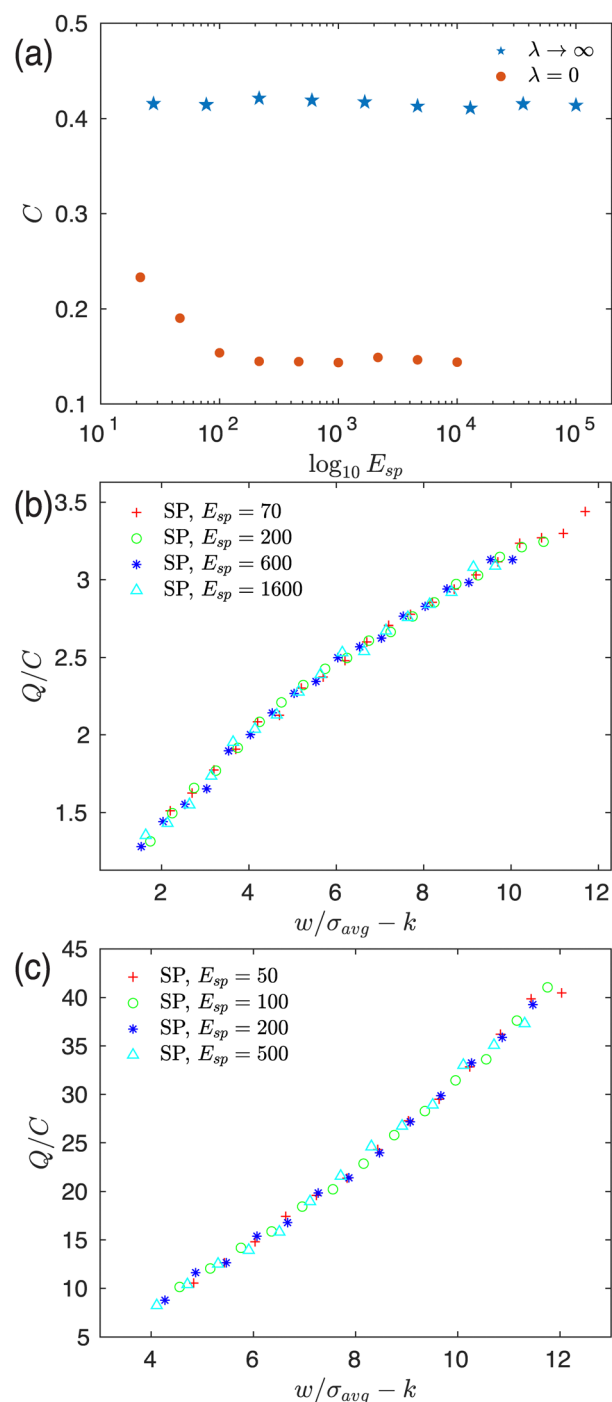 (a)
0.5
0.4
0.3
0.2
0.1
C
λ → ∞
λ = 0
10¹ 10² 10³ 10⁴ 10⁵
log₁₀ E_sp
(b)
3.5
3
2.5
2
1.5
Q/C
SP, E_sp = 70
SP, E_sp = 200
SP, E_sp = 600
SP, E_sp = 1600
2 4 6 8 10 12
w/σ_avg − k
(c)
45
40
35
30
25
20
15
10
5
Q/C
SP, E_sp = 50
SP, E_sp = 100
SP, E_sp = 200
SP, E_sp = 500
4 6 8 10 12
w/σ_avg − k